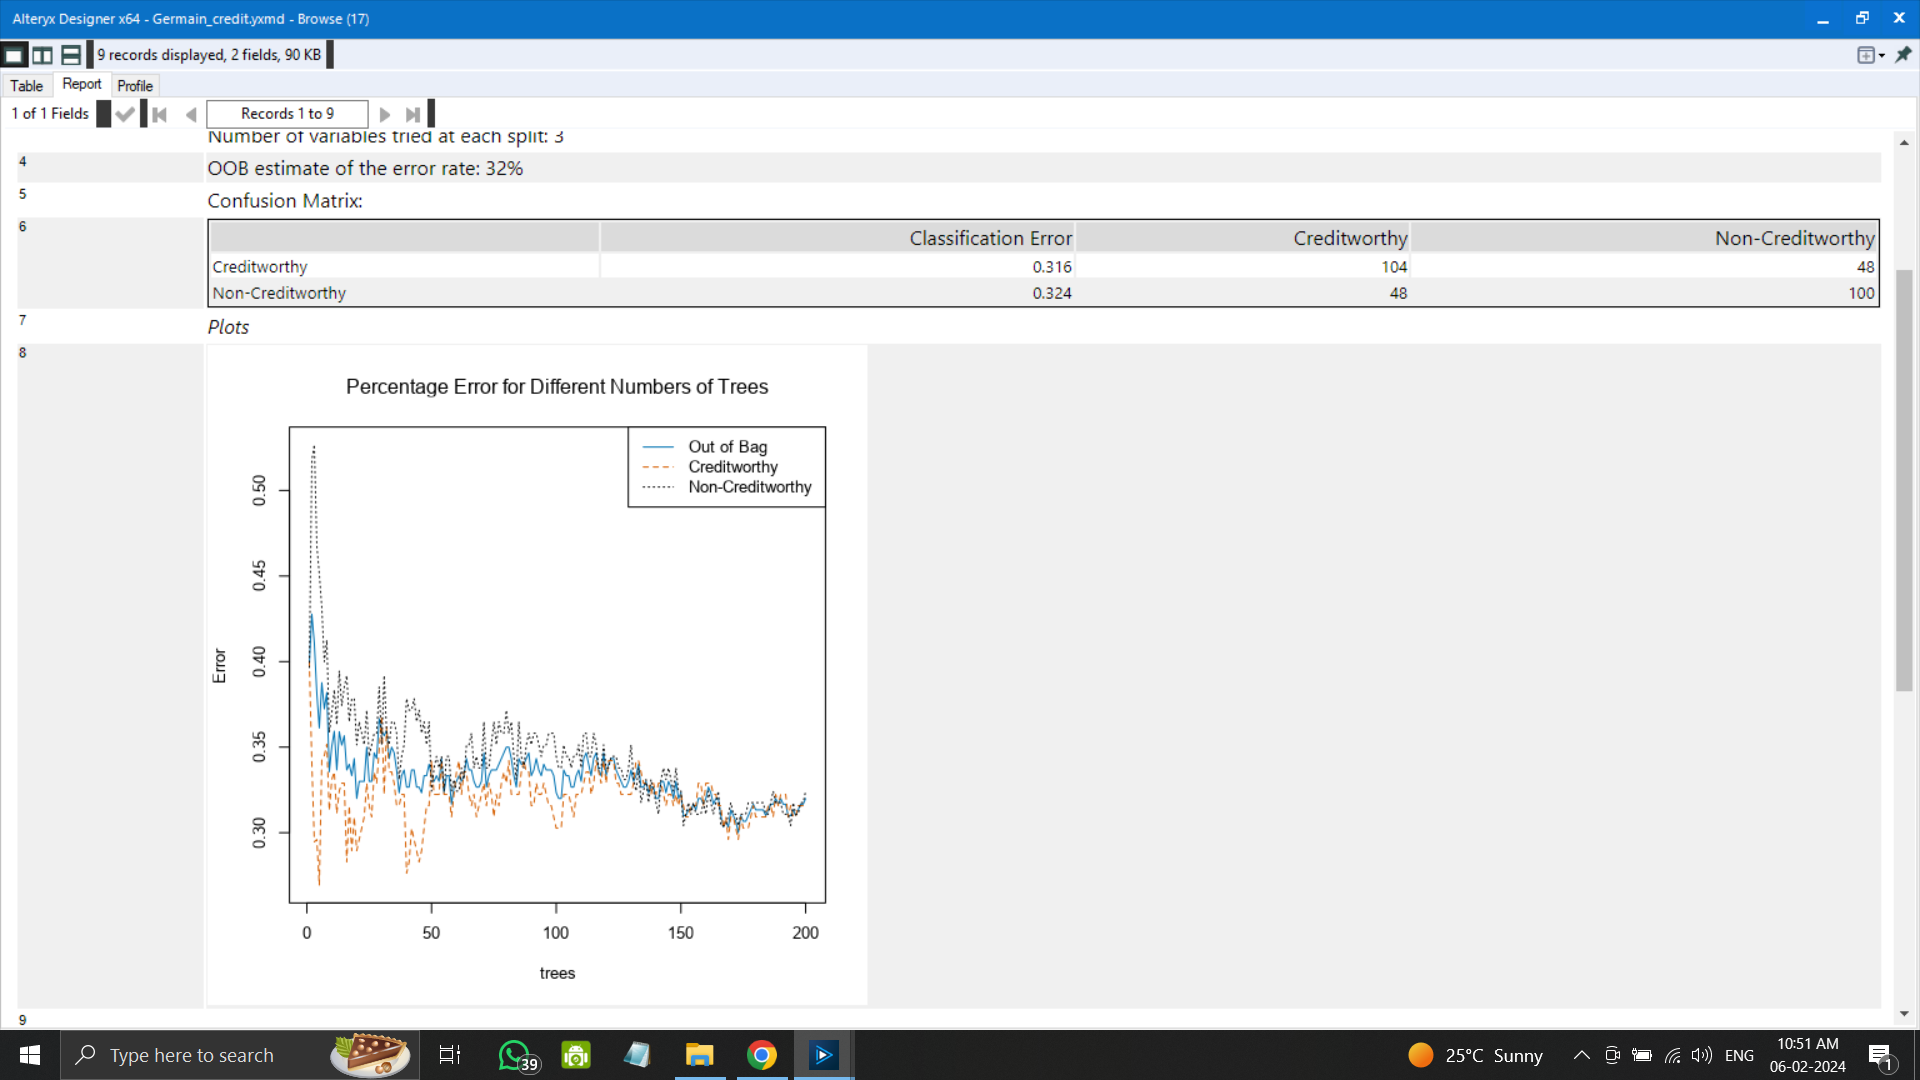 Alteryx Designer x64 - Germain_credit.yxmd - Browse (17)
9 records displayed, 2 fields, 90 KB
Table Report Profile
1 of 1 Fields Records 1 to 9
Number of variables tried at each split: 3
4 OOB estimate of the error rate: 32%
5 Confusion Matrix:
6 Classification Error Creditworthy Non-Creditworthy
Creditworthy 0.316 104 48
Non-Creditworthy 0.324 48 100
7 Plots
8
Percentage Error for Different Numbers of Trees
Out of Bag
Creditworthy
Non-Creditworthy
0.50
0.45
0.40
0.35
0.30
Error
0 50 100 150 200
trees
9
Type here to search 39 25°C Sunny ENG 10:51 AM
06-02-2024 1